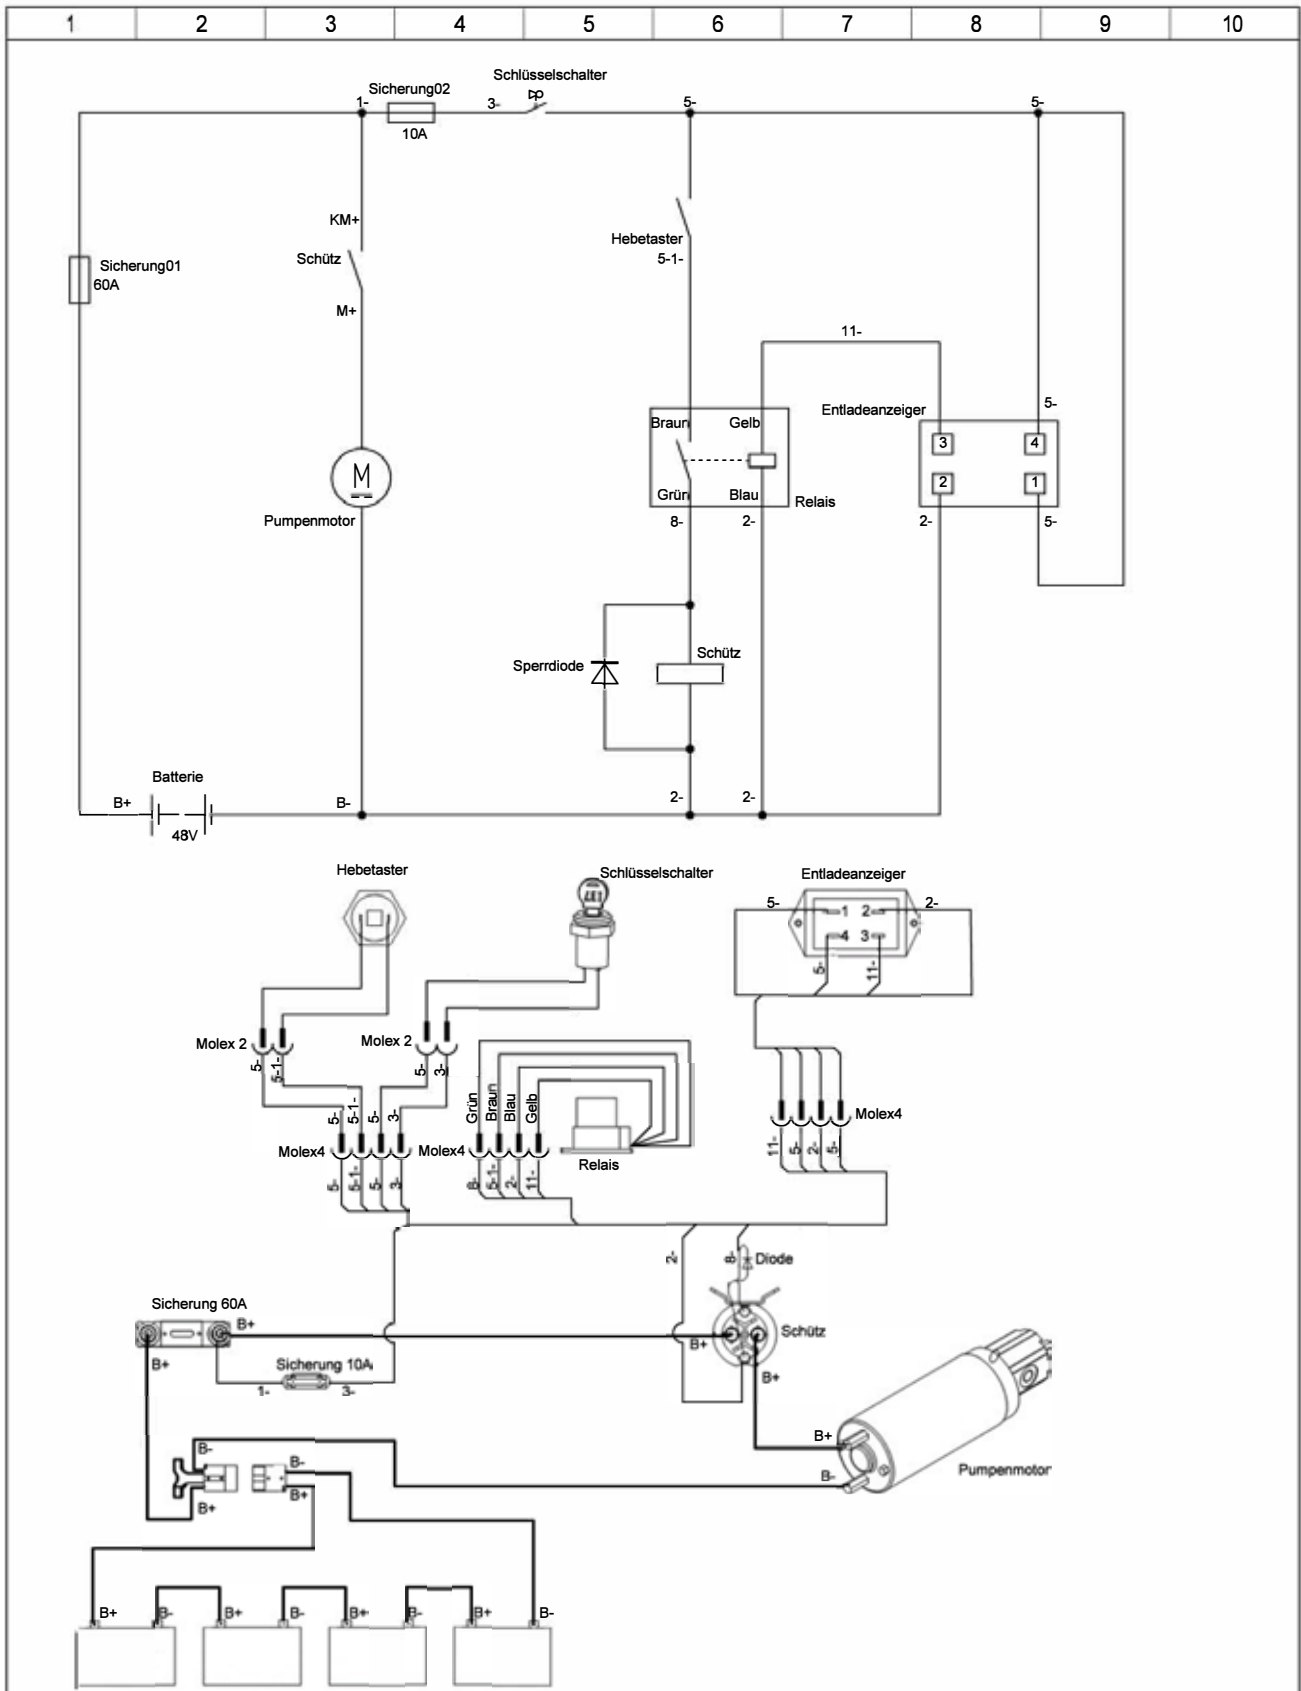 1 2 3 4 5 6 7 8 9 10
Schlüsselschalter
Sicherung02
1-
3-
5-
5-
10A
KM+
Hebetaster
5-1-
Schütz
Sicherung01
60A
M+
11-
5-
Entladeanzeiger
Braun
Gelb
3
4
M
2
1
Grün
Blau
Relais
Pumpenmotor
8-
2-
2-
5-
Schütz
Sperrdiode
Batterie
B+
B-
2-
2-
48V
Hebetaster
Schlüsselschalter
Entladeanzeiger
5-
1
2
2-
4
3
5-
11-
Molex 2
Molex 2
5-
5-1-
5-
3-
Grün
Braun
Blau
Gelb
5-
5-1-
5-
3-
Molex4
Molex4
Molex4
Relais
11-
5-
2-
5-
5-
5-1-
5-
3-
8-
5-1-
2-
11-
2-
8-
Diode
Sicherung 60A
B+
B+
Schütz
B+
Sicherung 10A
B+
1-
3-
B+
B-
B-
B-
Pumpenmotor
B+
B+
B+
B-
B+
B-
B+
B-
B+
B-